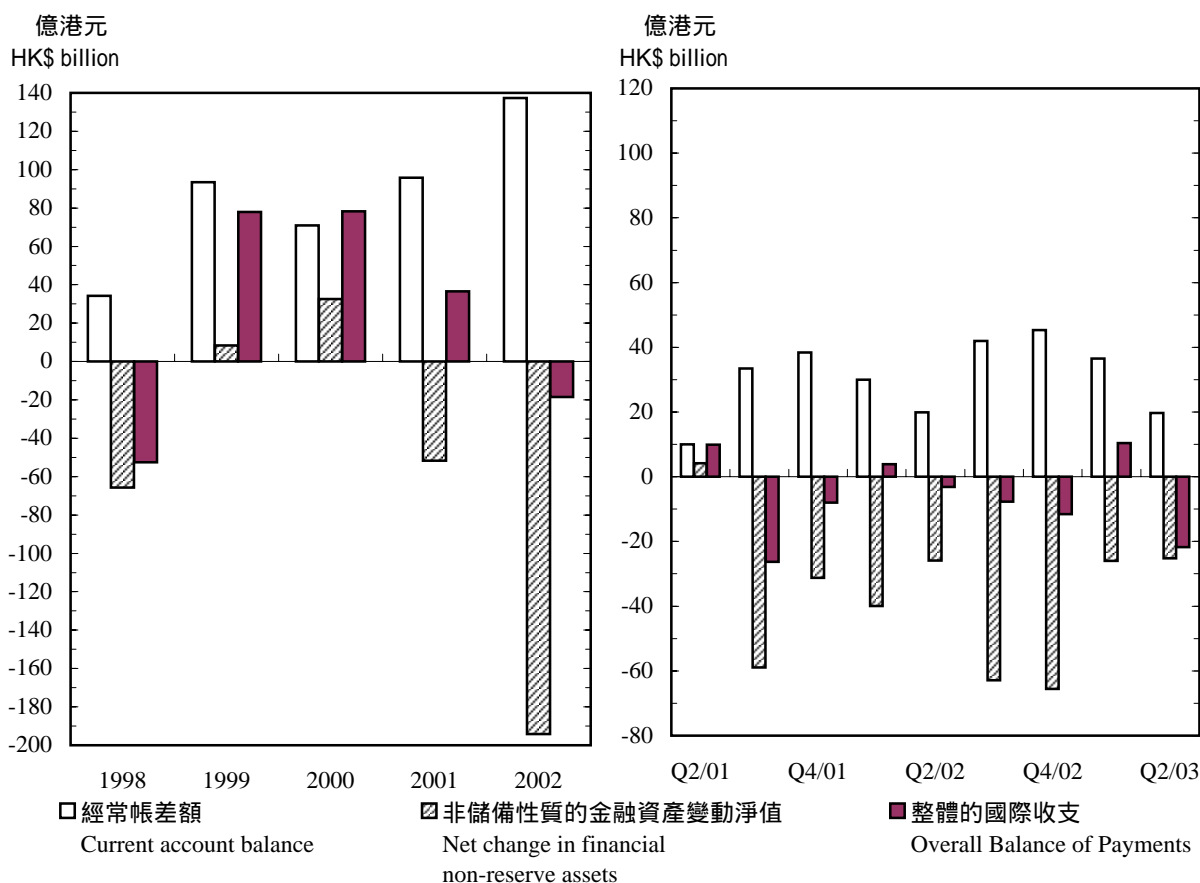 億港元
HK$ billion
140
120
100
80
60
40
20
0
-20
-40
-60
-80
-100
-120
-140
-160
-180
-200
1998 1999 2000 2001 2002
億港元
HK$ billion
120
100
80
60
40
20
0
-20
-40
-60
-80
Q2/01 Q4/01 Q2/02 Q4/02 Q2/03
經常帳差額
Current account balance
非儲備性質的金融資產變動淨值
Net change in financial
non-reserve assets
整體的國際收支
Overall Balance of Payments